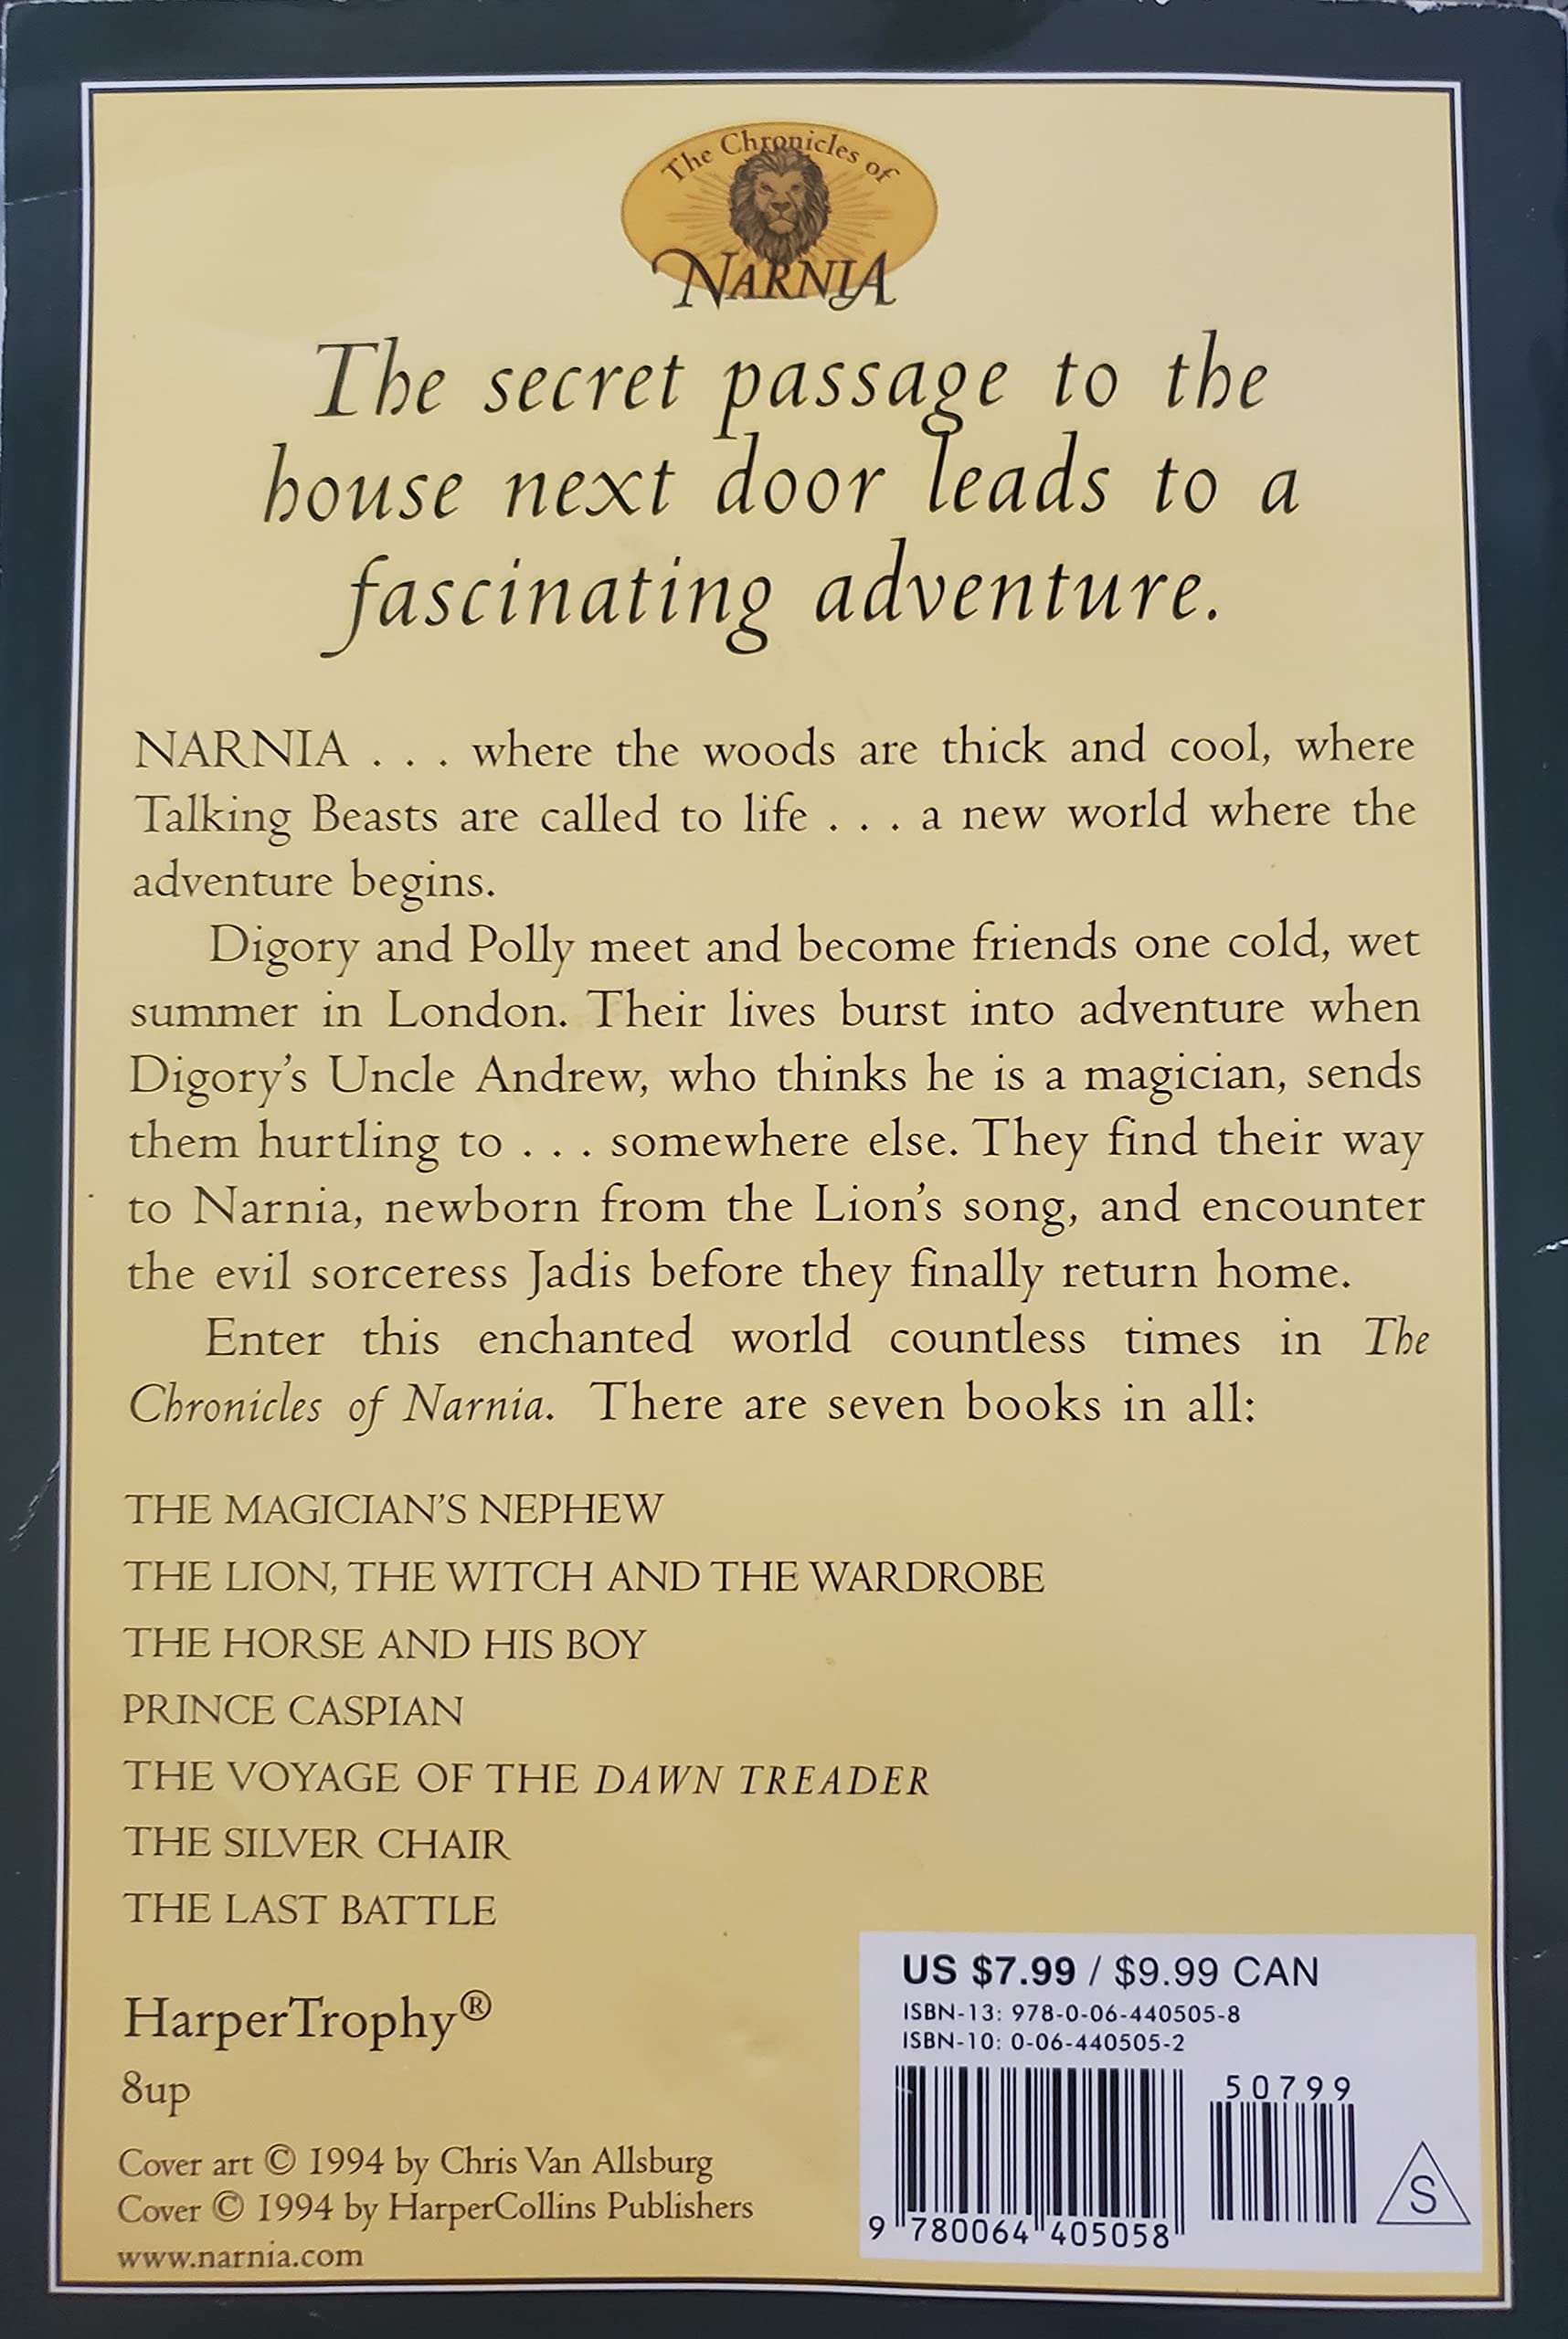 The Chronicles of
NARNIA
The secret passage to the
house next door leads to a
fascinating adventure.
NARNIA . . . where the woods are thick and cool, where
Talking Beasts are called to life . . . a new world where the
adventure begins.
Digory and Polly meet and become friends one cold, wet
summer in London. Their lives burst into adventure when
Digory's Uncle Andrew, who thinks he is a magician, sends
them hurtling to . . . somewhere else. They find their way
to Narnia, newborn from the Lion's song, and encounter
the evil sorceress Jadis before they finally return home.
Enter this enchanted world countless times in The
Chronicles of Narnia. There are seven books in all:
THE MAGICIAN'S NEPHEW
THE LION, THE WITCH AND THE WARDROBE
THE HORSE AND HIS BOY
PRINCE CASPIAN
THE VOYAGE OF THE DAWN TREADER
THE SILVER CHAIR
THE LAST BATTLE
HarperTrophy®
8up
Cover art © 1994 by Chris Van Allsburg
Cover © 1994 by HarperCollins Publishers
www.narnia.com
US $7.99 / $9.99 CAN
ISBN-13: 978-0-06-440505-8
ISBN-10: 0-06-440505-2
50799
9 780064 405058
S